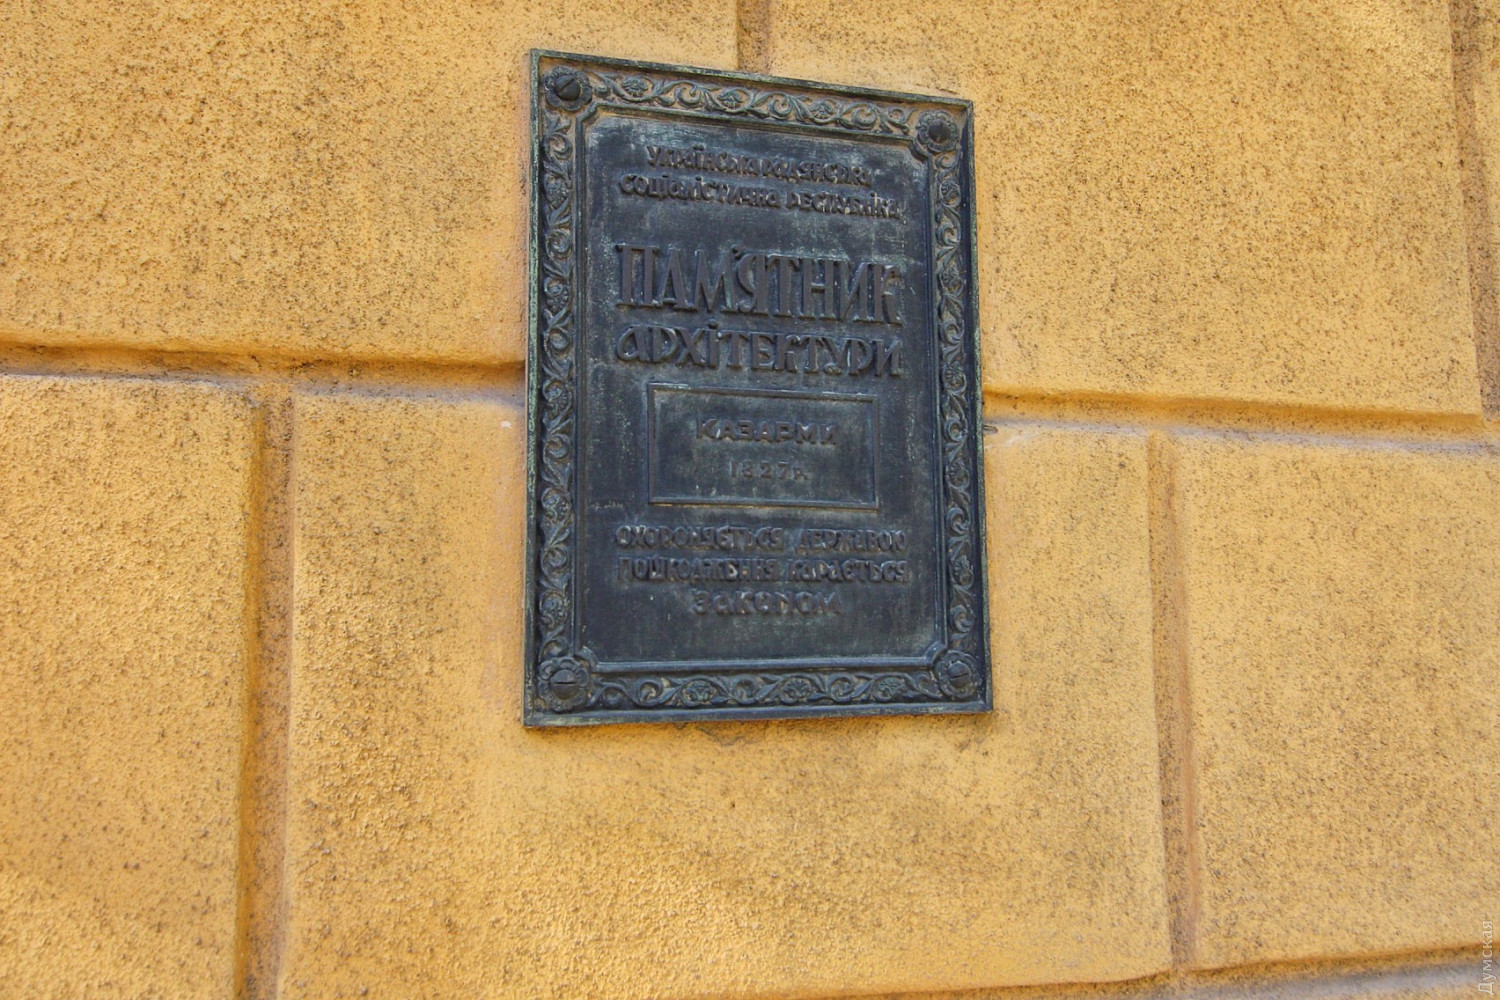 Українська Радянська
Соціалістична Республіка
ПАМ'ЯТНИК
АРХІТЕКТУРИ
КАЗАРМИ
1827 р.
Охороняється державою
пошкодження карається
законом
Думская